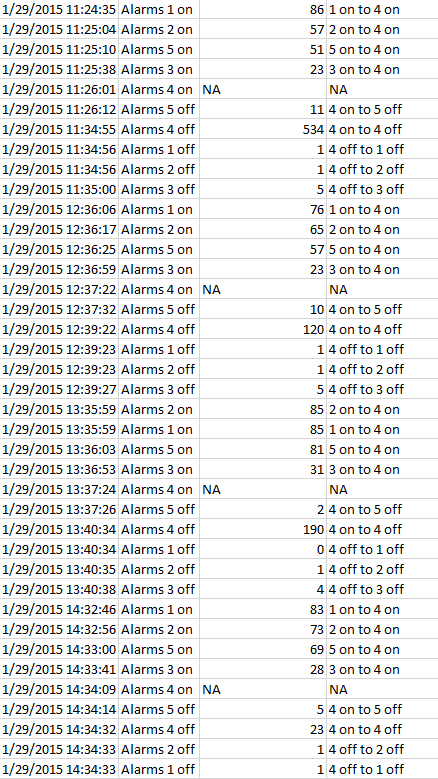 1/29/2015 11:24:35 Alarms 1 on 86 1 on to 4 on
1/29/2015 11:25:04 Alarms 2 on 57 2 on to 4 on
1/29/2015 11:25:10 Alarms 5 on 51 5 on to 4 on
1/29/2015 11:25:38 Alarms 3 on 23 3 on to 4 on
1/29/2015 11:26:01 Alarms 4 on NA NA
1/29/2015 11:26:12 Alarms 5 off 11 4 on to 5 off
1/29/2015 11:34:55 Alarms 4 off 534 4 on to 4 off
1/29/2015 11:34:56 Alarms 1 off 1 4 off to 1 off
1/29/2015 11:34:56 Alarms 2 off 1 4 off to 2 off
1/29/2015 11:35:00 Alarms 3 off 5 4 off to 3 off
1/29/2015 12:36:06 Alarms 1 on 76 1 on to 4 on
1/29/2015 12:36:17 Alarms 2 on 65 2 on to 4 on
1/29/2015 12:36:25 Alarms 5 on 57 5 on to 4 on
1/29/2015 12:36:59 Alarms 3 on 23 3 on to 4 on
1/29/2015 12:37:22 Alarms 4 on NA NA
1/29/2015 12:37:32 Alarms 5 off 10 4 on to 5 off
1/29/2015 12:39:22 Alarms 4 off 120 4 on to 4 off
1/29/2015 12:39:23 Alarms 1 off 1 4 off to 1 off
1/29/2015 12:39:23 Alarms 2 off 1 4 off to 2 off
1/29/2015 12:39:27 Alarms 3 off 5 4 off to 3 off
1/29/2015 13:35:59 Alarms 2 on 85 2 on to 4 on
1/29/2015 13:35:59 Alarms 1 on 85 1 on to 4 on
1/29/2015 13:36:03 Alarms 5 on 81 5 on to 4 on
1/29/2015 13:36:53 Alarms 3 on 31 3 on to 4 on
1/29/2015 13:37:24 Alarms 4 on NA NA
1/29/2015 13:37:26 Alarms 5 off 2 4 on to 5 off
1/29/2015 13:40:34 Alarms 4 off 190 4 on to 4 off
1/29/2015 13:40:34 Alarms 1 off 0 4 off to 1 off
1/29/2015 13:40:35 Alarms 2 off 1 4 off to 2 off
1/29/2015 13:40:38 Alarms 3 off 4 4 off to 3 off
1/29/2015 14:32:46 Alarms 1 on 83 1 on to 4 on
1/29/2015 14:32:56 Alarms 2 on 73 2 on to 4 on
1/29/2015 14:33:00 Alarms 5 on 69 5 on to 4 on
1/29/2015 14:33:41 Alarms 3 on 28 3 on to 4 on
1/29/2015 14:34:09 Alarms 4 on NA NA
1/29/2015 14:34:14 Alarms 5 off 5 4 on to 5 off
1/29/2015 14:34:32 Alarms 4 off 23 4 on to 4 off
1/29/2015 14:34:33 Alarms 2 off 1 4 off to 2 off
1/29/2015 14:34:33 Alarms 1 off 1 4 off to 1 off